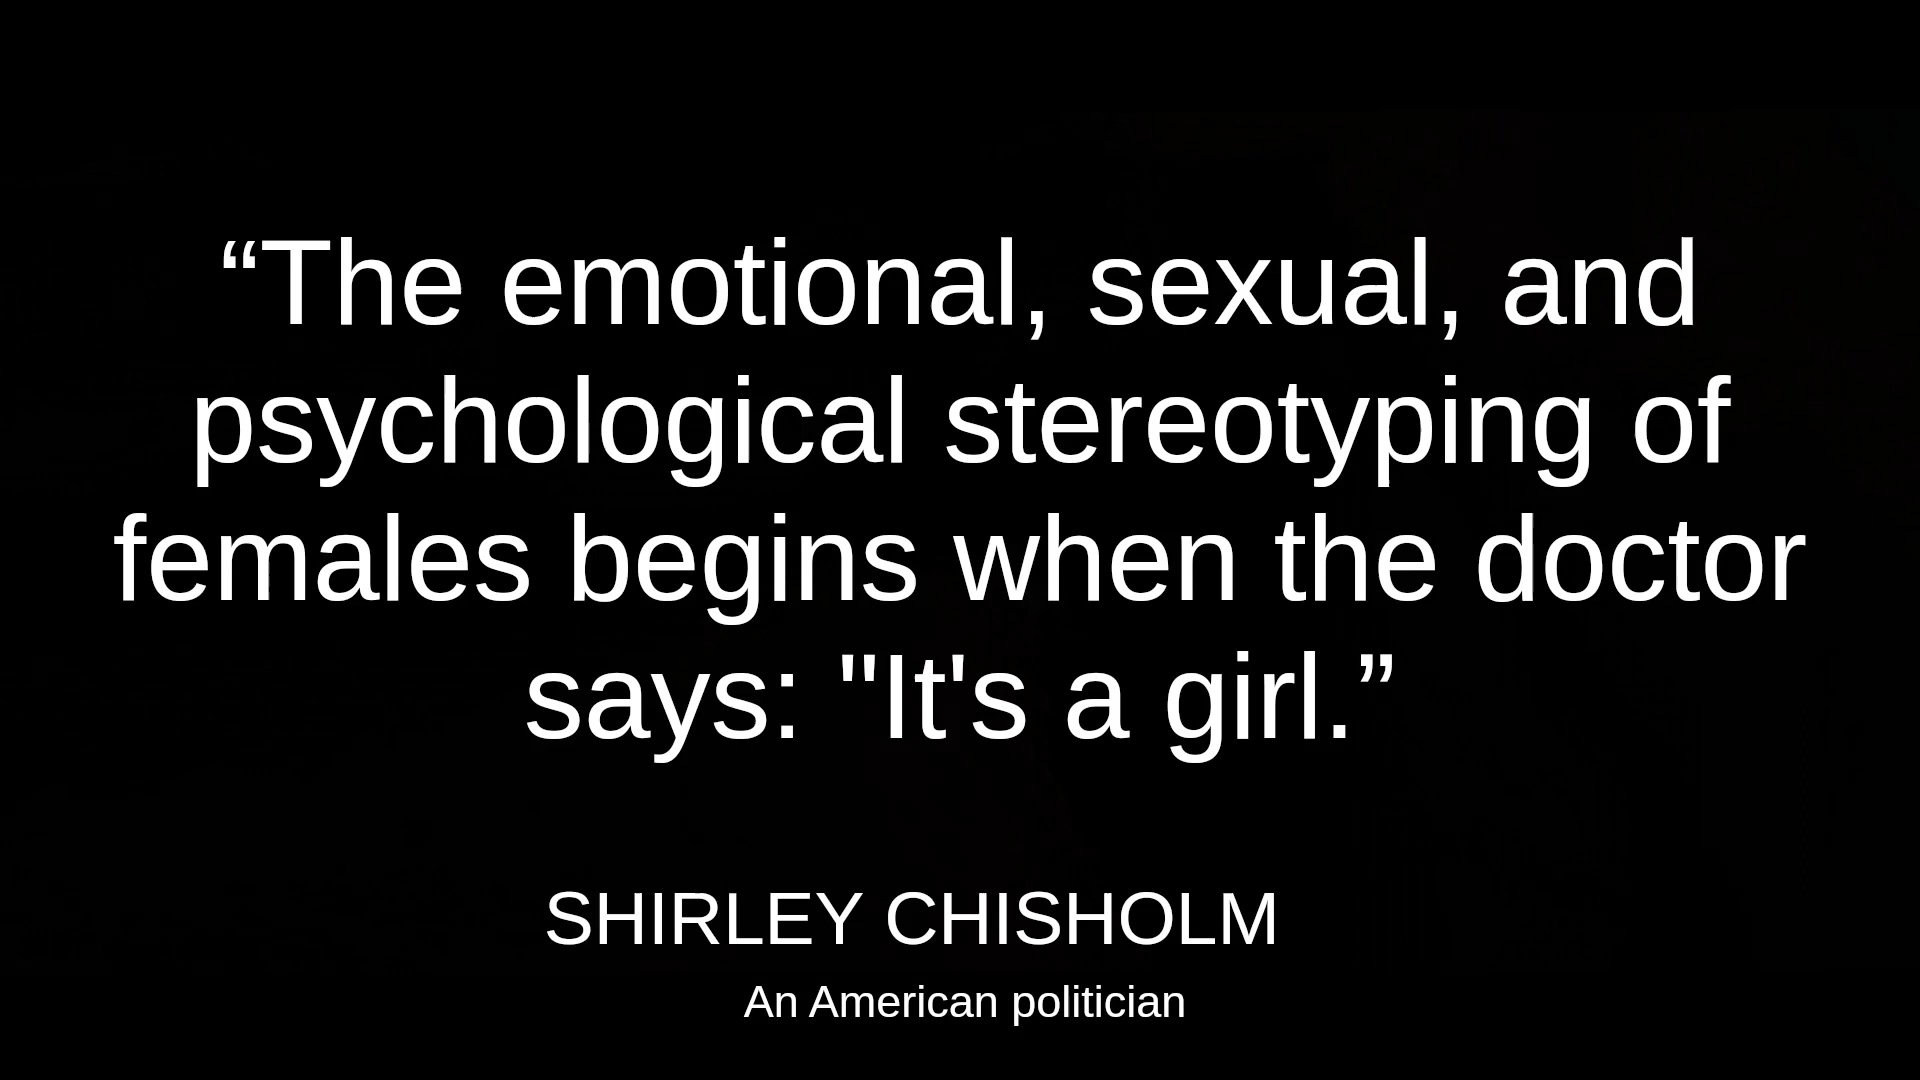 “The emotional, sexual, and
psychological stereotyping of
females begins when the doctor
says: "It's a girl.”
SHIRLEY CHISHOLM
An American politician